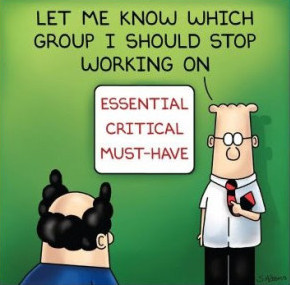 LET ME KNOW WHICH
GROUP I SHOULD STOP
WORKING ON
ESSENTIAL
CRITICAL
MUST-HAVE